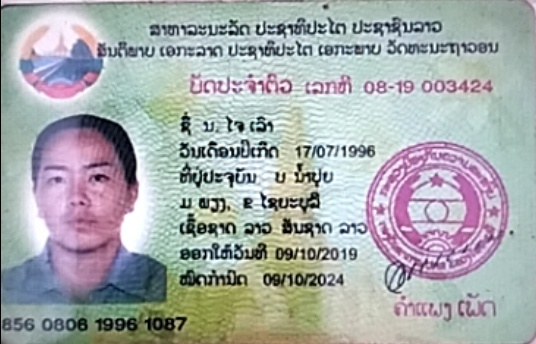 ສາທາລະນະລັດ ປະຊາທິປະໄຕ ປະຊາຊົນລາວ
ສັນຕິພາບ ເອກະລາດ ປະຊາທິປະໄຕ ເອກະພາບ ວັດທະນະຖາວອນ
ບັດປະຈຳຕົວ ເລກທີ 08-19 003424
ຊື່ ນ. ໄຈ ເລົາ
ວັນເດືອນປີເກີດ 17/07/1996
ທີ່ຢູ່ປະຈຸບັນ ບ ນ້ຳປຸຍ
ມ ພຽງ, ຂ ໄຊຍະບູລີ
ເຊື້ອຊາດ ລາວ ສັນຊາດ ລາວ
ອອກໃຫ້ວັນທີ 09/10/2019
ໝົດກຳນົດ 09/10/2024
ຄຳແພງ ເພັດ
856 0806 1996 1087